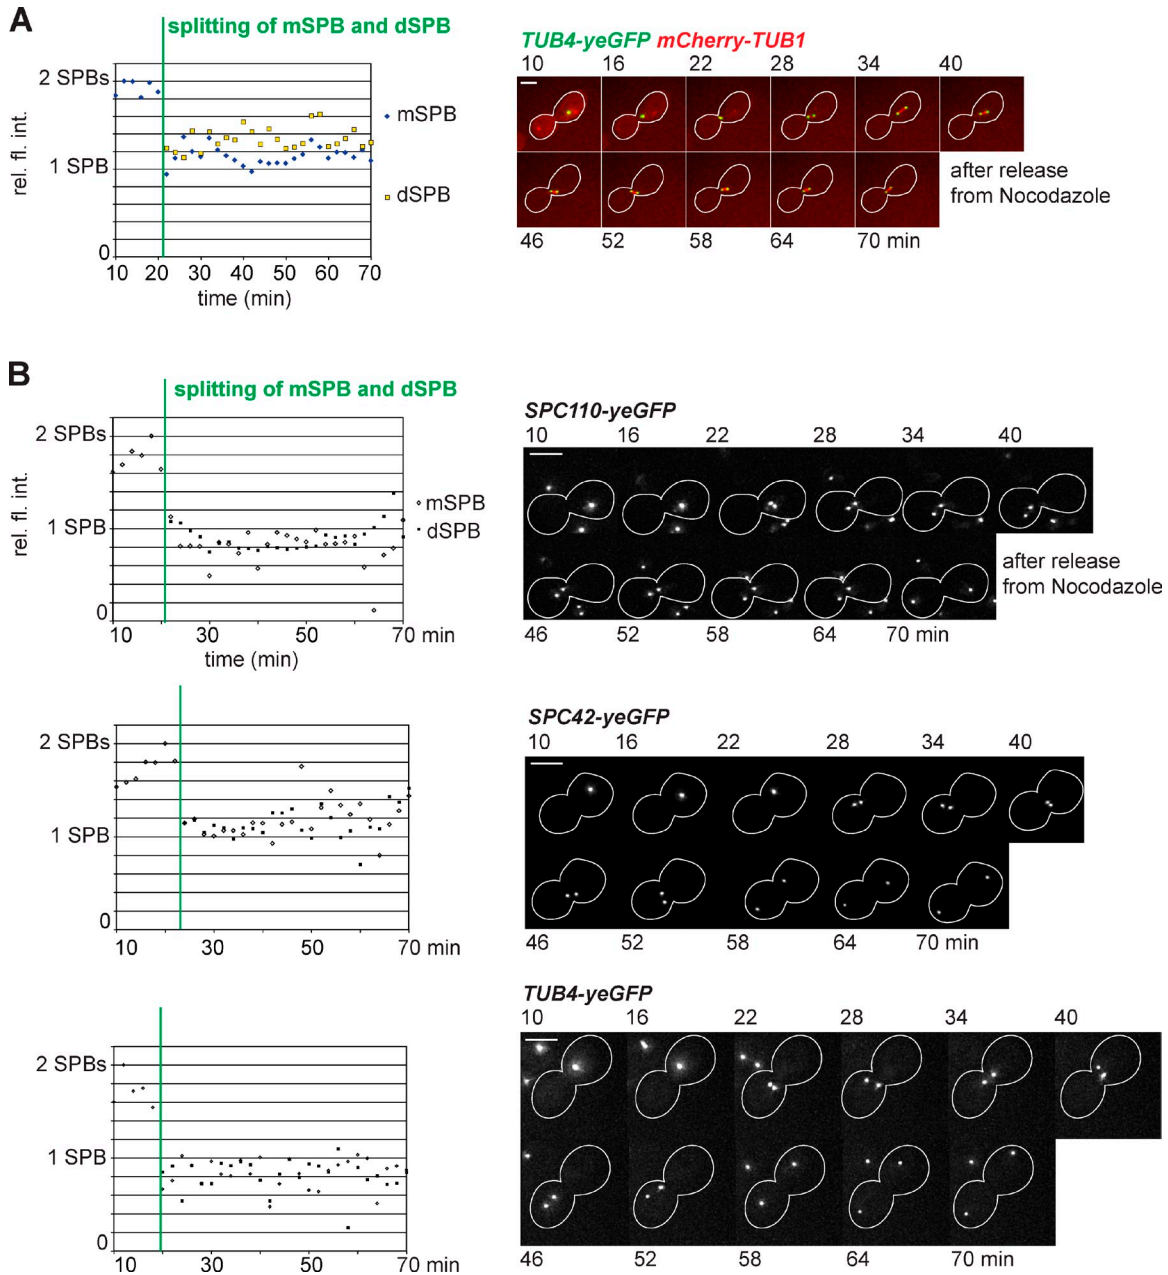 A
splitting of mSPB and dSPB
2 SPBs
1 SPB
0
rel. fl. int.
10 20 30 40 50 60 70
time (min)
mSPB
dSPB
TUB4-yeGFP mCherry-TUB1
10 16 22 28 34 40
after release
from Nocodazole
46 52 58 64 70 min
B
splitting of mSPB and dSPB
2 SPBs
1 SPB
0
rel. fl. int.
10 30 50 70 min
time (min)
mSPB
dSPB
SPC110-yeGFP
10 16 22 28 34 40
after release
from Nocodazole
46 52 58 64 70 min
2 SPBs
1 SPB
0
10 30 50 70 min
SPC42-yeGFP
10 16 22 28 34 40
46 52 58 64 70 min
2 SPBs
1 SPB
0
10 30 50 70 min
TUB4-yeGFP
10 16 22 28 34 40
46 52 58 64 70 min